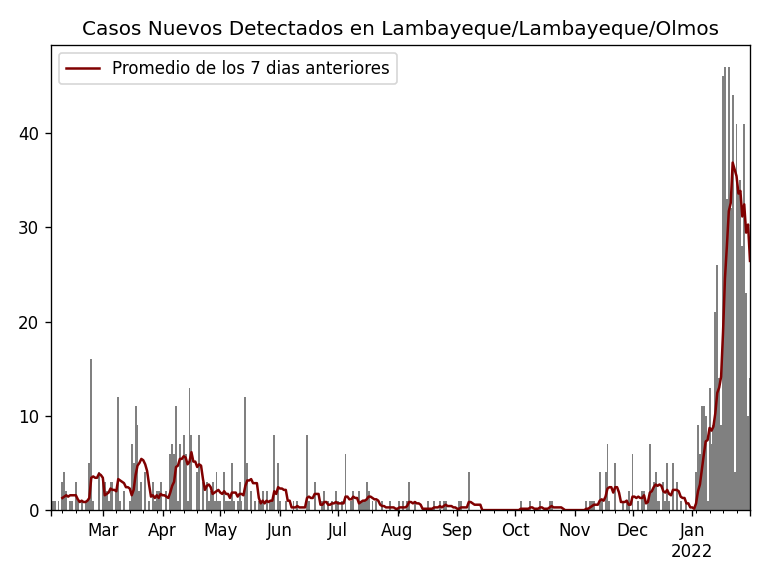 Casos Nuevos Detectados en Lambayeque/Lambayeque/Olmos
Promedio de los 7 dias anteriores
40
30
20
10
0
Mar Apr May Jun Jul Aug Sep Oct Nov Dec Jan
2022